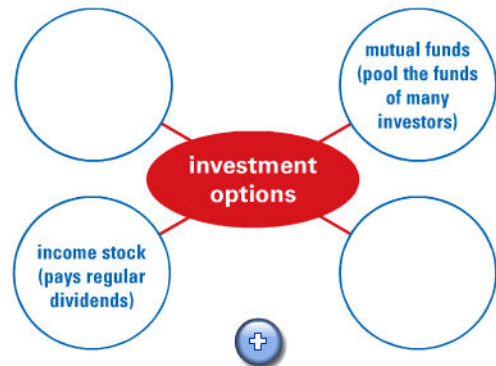 mutual funds
(pool the funds
of many
investors)
investment
options
income stock
(pays regular
dividends)